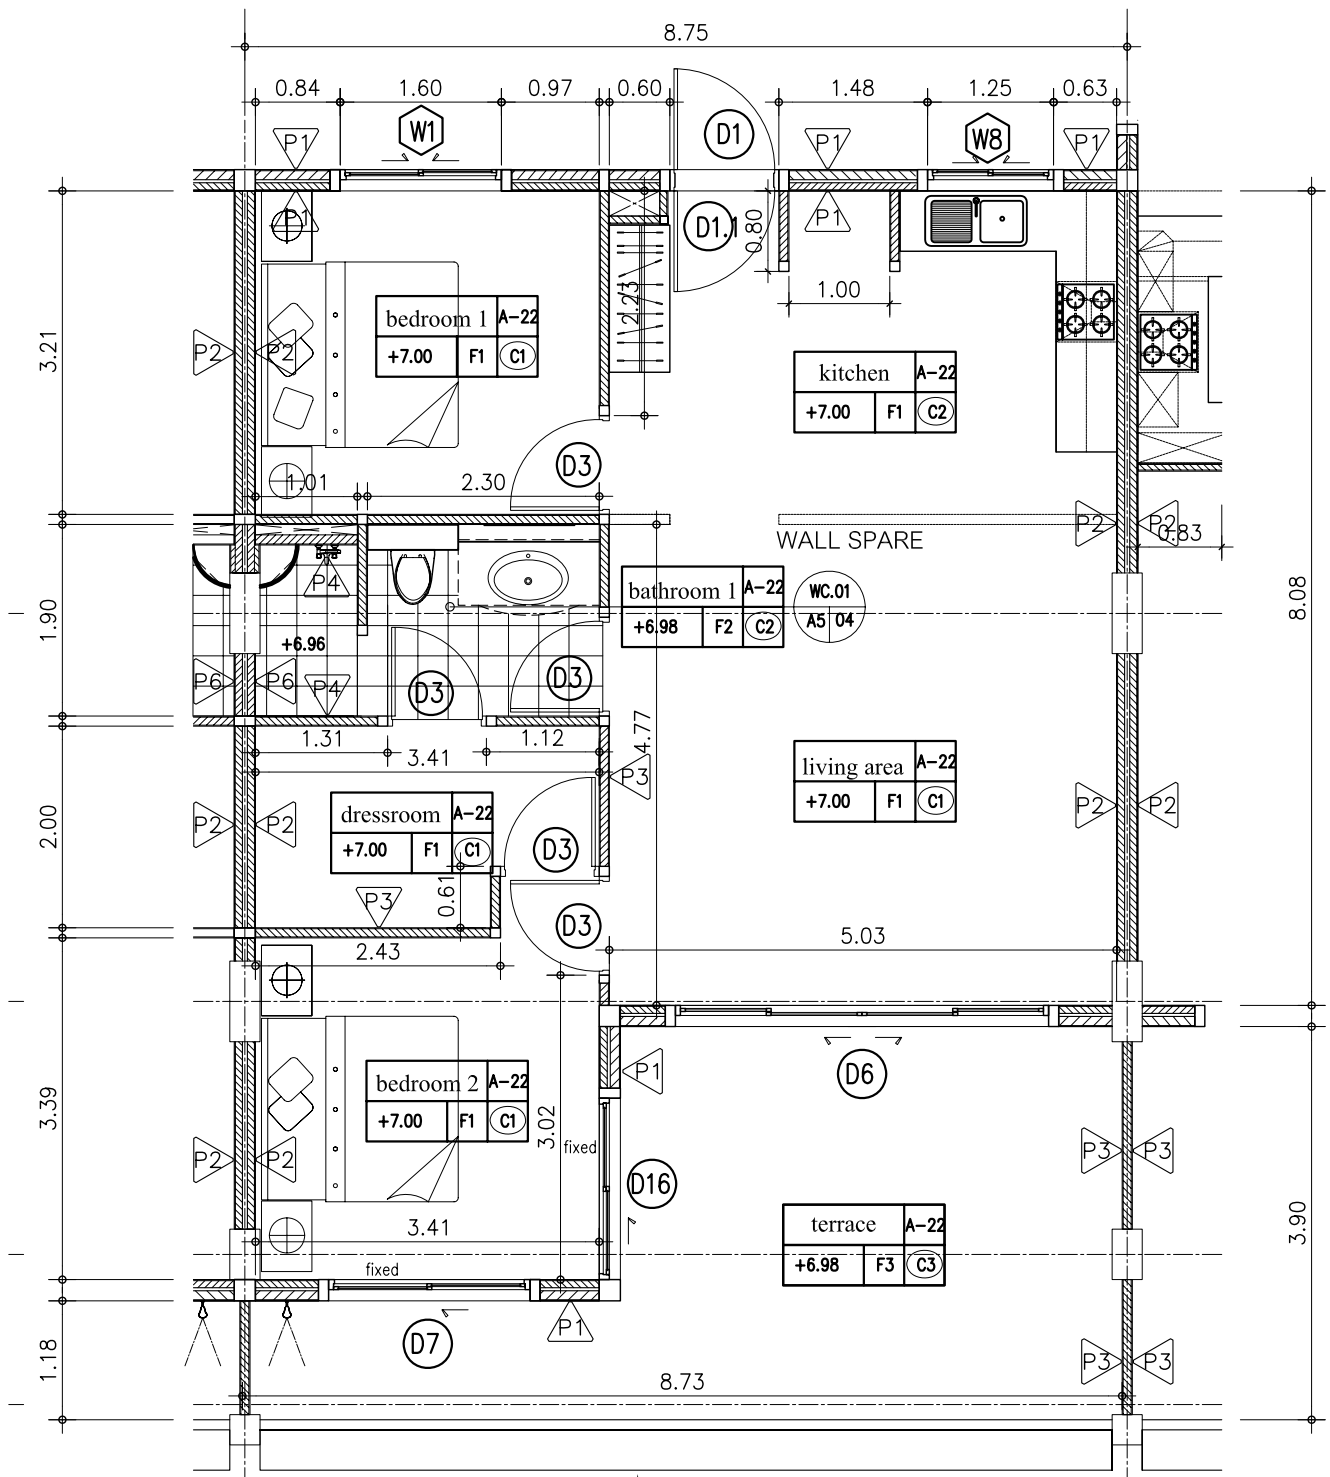 8.75
0.84 1.60 0.97 0.60 1.48 1.25 0.63
W1 D1 W8
P1 P1 P1
P1 D1.1 0.80 P1
1.00
2.23
3.21
bedroom 1 A-22
+7.00 F1 C1
P2 P2
kitchen A-22
+7.00 F1 C2
D3
1.01 2.30
WALL SPARE
P2 P2
0.83
P4
bathroom 1 A-22
+6.98 F2 C2
WC.01
A5 04
1.90
8.08
+6.96
P6 P6 P4
D3 D3
1.31 3.41 1.12
4.77
P3
living area A-22
+7.00 F1 C1
P2 P2
dressroom A-22
+7.00 F1 C1
2.00
P2 P2
D3
0.61
P3
D3
2.43
5.03
bedroom 2 A-22
+7.00 F1 C1
P1
D6
3.39
3.02
fixed
P2 P2
P3 P3
D16
3.41
terrace A-22
+6.98 F3 C3
3.90
fixed
D7
P1
1.18
P3 P3
8.73